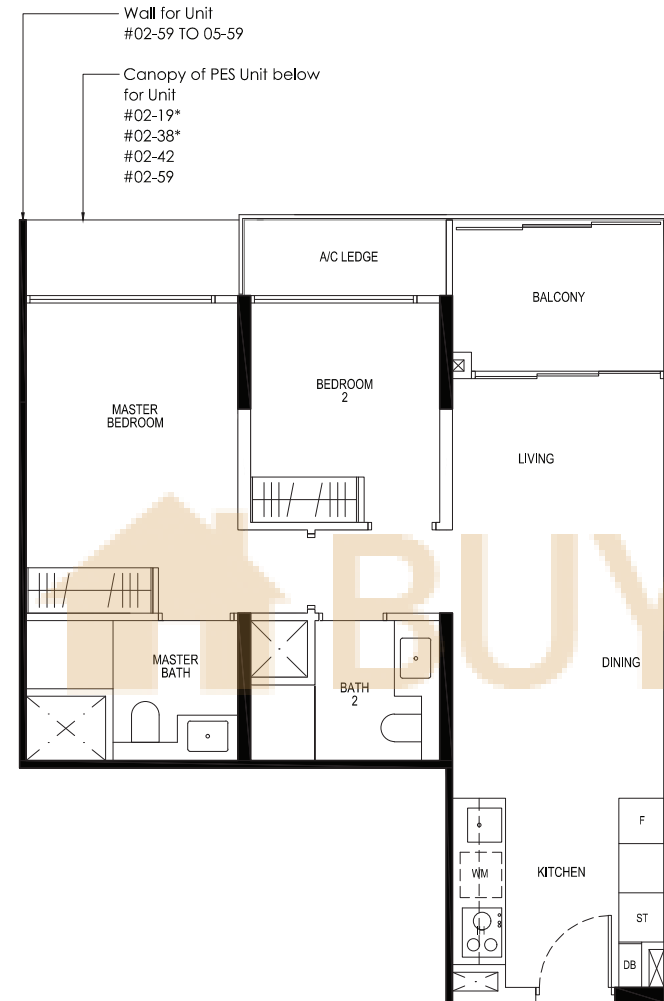 Wall for Unit
#02-59 TO 05-59
Canopy of PES Unit below
for Unit
#02-19*
#02-38*
#02-42
#02-59
A/C LEDGE
BALCONY
BEDROOM
2
MASTER
BEDROOM
LIVING
BUY
MASTER
BATH
DINING
BATH
2
F
WM
KITCHEN
H
ST
DB